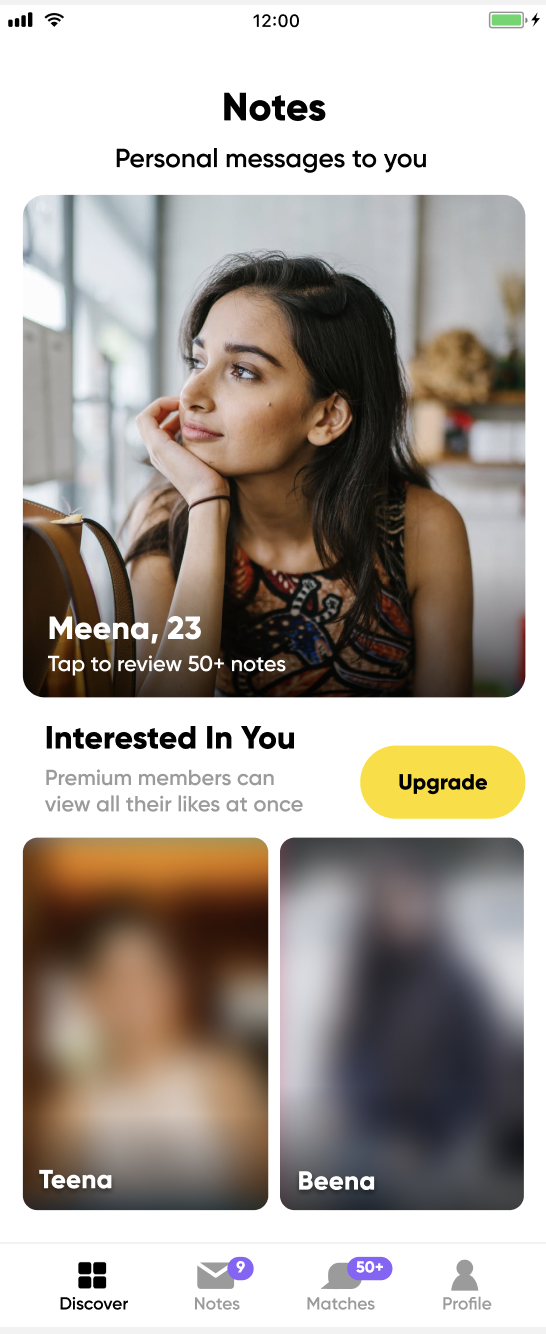 12:00
Notes
Personal messages to you
Meena, 23
Tap to review 50+ notes
Interested In You
Premium members can
view all their likes at once
Upgrade
Teena
Beena
9
50+
Discover
Notes
Matches
Profile